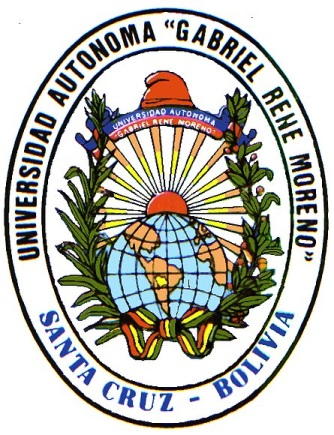 UNIVERSIDAD AUTONOMA "GABRIEL RENE MORENO"
UNIVERSIDAD AUTONOMA
"GABRIEL RENE MORENO"
SANTA CRUZ - BOLIVIA